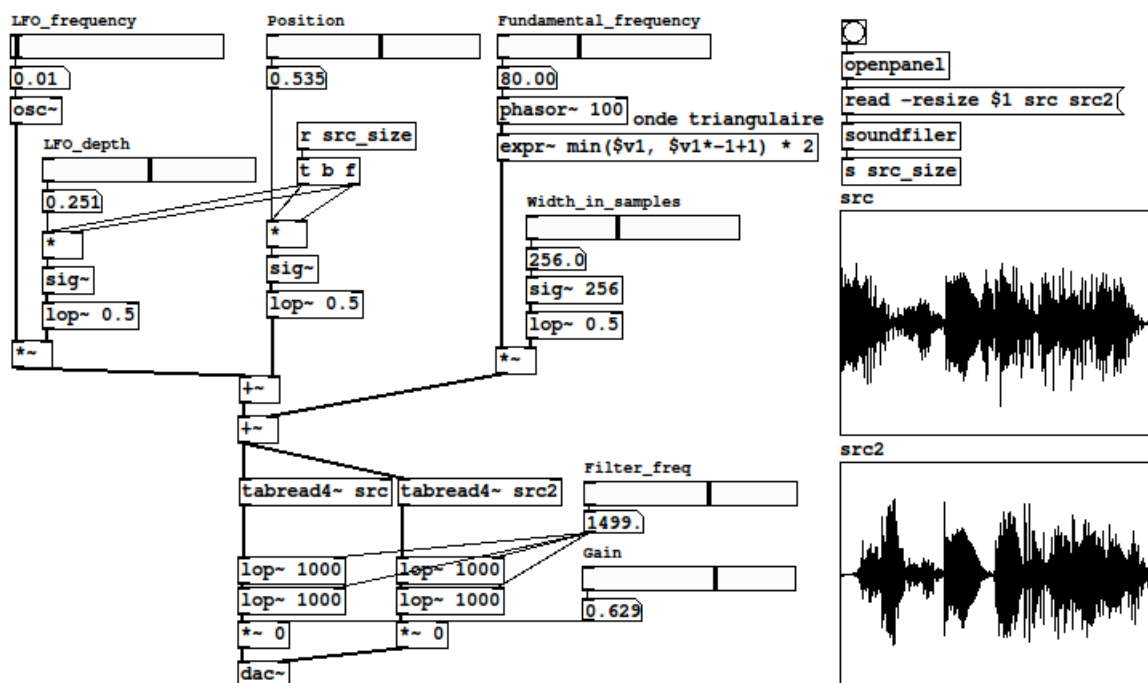 LFO_frequency
Position
Fundamental_frequency
0.01
0.535
80.00
openpanel
osc~
phasor~ 100
read -resize $1 src src2
onde triangulaire
LFO_depth
r src_size
expr~ min($v1, $v1*-1+1) * 2
soundfiler
t b f
s src_size
0.251
Width_in_samples
src
*
*
256.0
sig~
sig~
sig~ 256
lop~ 0.5
lop~ 0.5
lop~ 0.5
*~
*~
+~
+~
src2
Filter_freq
tabread4~ src
tabread4~ src2
1499.
Gain
lop~ 1000
lop~ 1000
lop~ 1000
lop~ 1000
0.629
*~ 0
*~ 0
dac~